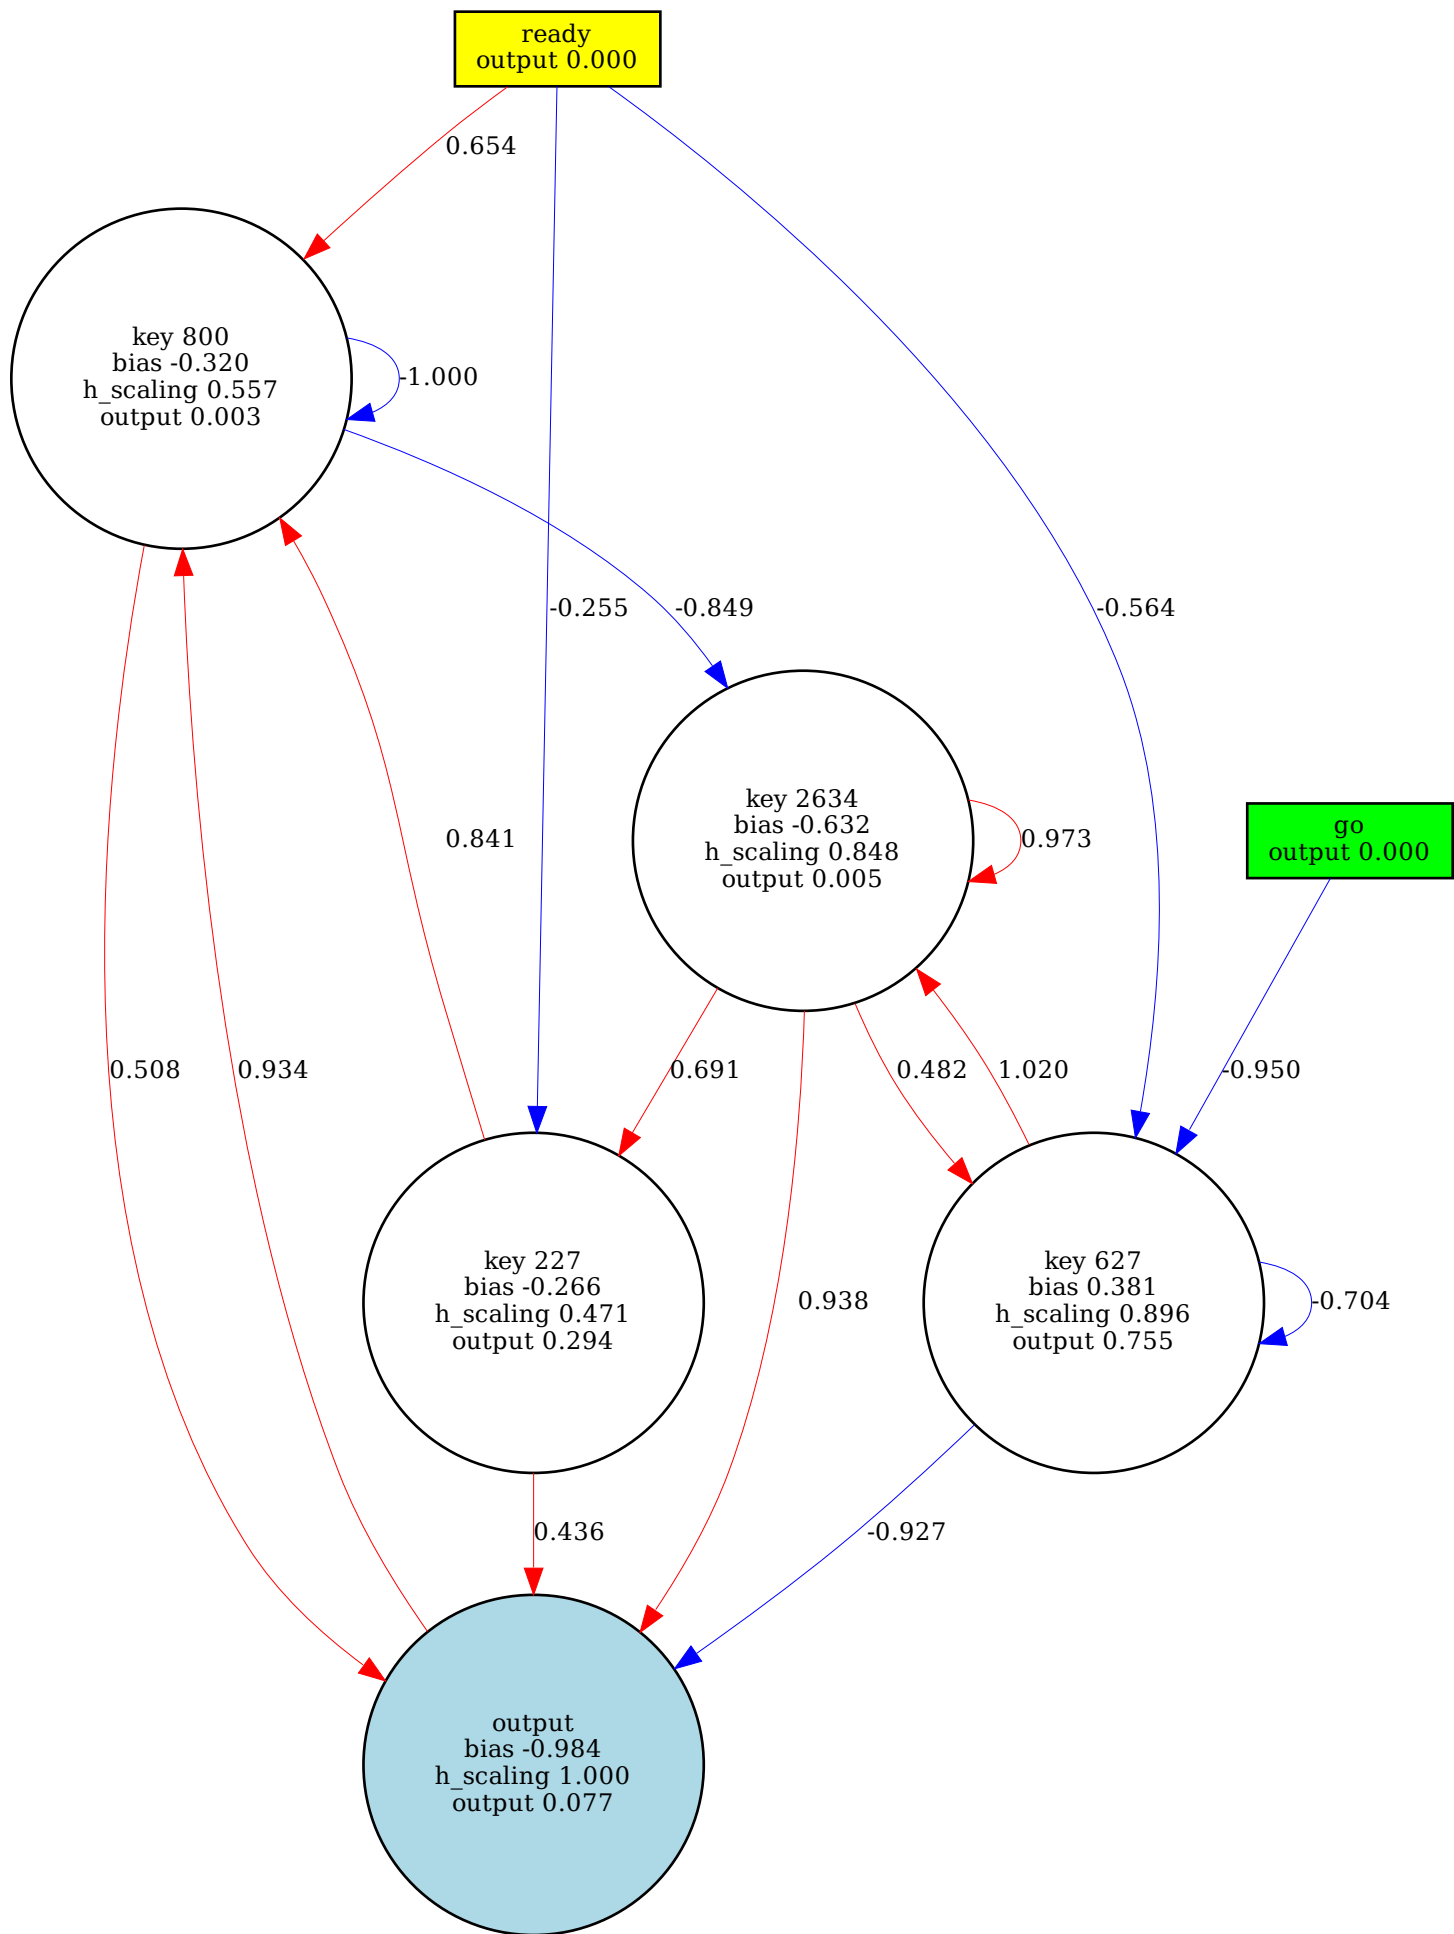 ready
output 0.000
0.654
key 800
bias -0.320
h_scaling 0.557
output 0.003
-1.000
-0.255
-0.849
-0.564
key 2634
bias -0.632
h_scaling 0.848
output 0.005
0.973
go
output 0.000
0.841
0.508
0.934
0.691
0.482
1.020
-0.950
key 227
bias -0.266
h_scaling 0.471
output 0.294
0.938
key 627
bias 0.381
h_scaling 0.896
output 0.755
-0.704
0.436
-0.927
output
bias -0.984
h_scaling 1.000
output 0.077